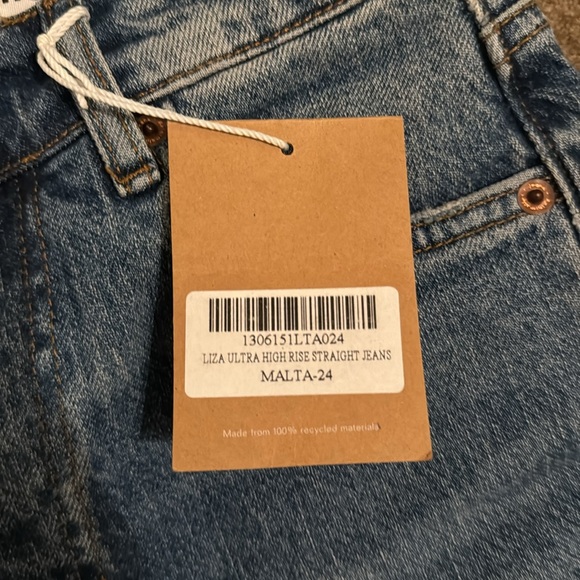 1306151LTA024
LIZA ULTRA HIGH RISE STRAIGHT JEANS
MALTA-24
Made from 100% recycled materials